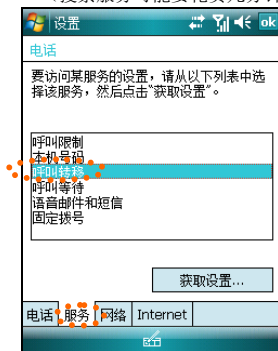 设置
ok
电话
要访问某服务的设置，请从以下列表中选
择该服务，然后点击“获取设置”。
呼叫限制
本机号码
呼叫转移
呼叫等待
语音邮件和短信
固定拨号
获取设置...
电话 服务 网络 Internet